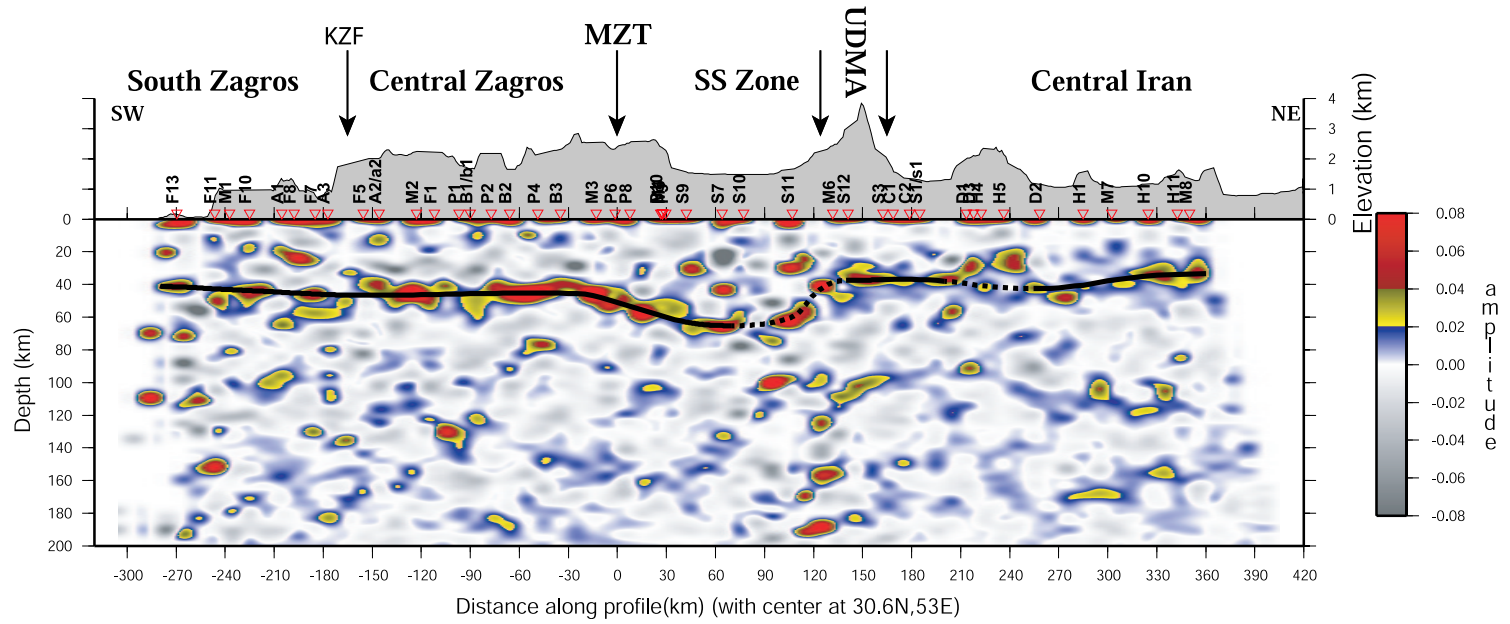 KZF
MZT
UDMA
South Zagros
Central Zagros
SS Zone
Central Iran
SW
NE
4
3
2
1
0
Elevation (km)
F13
F11
M1
F10
A1
F8
F7
A3
F5
A2/a2
M2
F1
P1
B1/b1
P2
B2
P4
B3
M3
P6
P8
S9
S7
S10
S11
M6
S12
S3
C1
C2
S1/s1
D1
H4
H5
D2
H1
M7
H10
H11
M8
0
20
40
60
80
100
120
140
160
180
200
Depth (km)
-300 -270 -240 -210 -180 -150 -120 -90 -60 -30 0 30 60 90 120 150 180 210 240 270 300 330 360 390 420
Distance along profile(km) (with center at 30.6N,53E)
0.08
0.06
0.04
0.02
0.00
-0.02
-0.04
-0.06
-0.08
amplitude